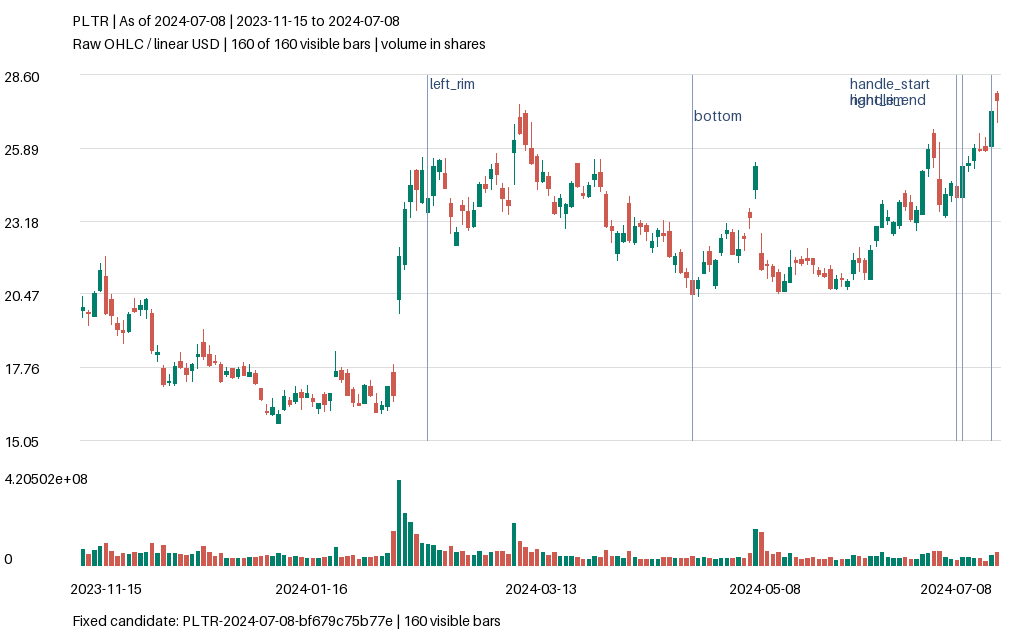 PLTR | As of 2024-07-08 | 2023-11-15 to 2024-07-08
Raw OHLC / linear USD | 160 of 160 visible bars | volume in shares
28.60
left_rim
handle_start
bottom
25.89
23.18
20.47
17.76
15.05
4.20502e+08
0
2023-11-15
2024-01-16
2024-03-13
2024-05-08
2024-07-08
Fixed candidate: PLTR-2024-07-08-bf679c75b77e | 160 visible bars